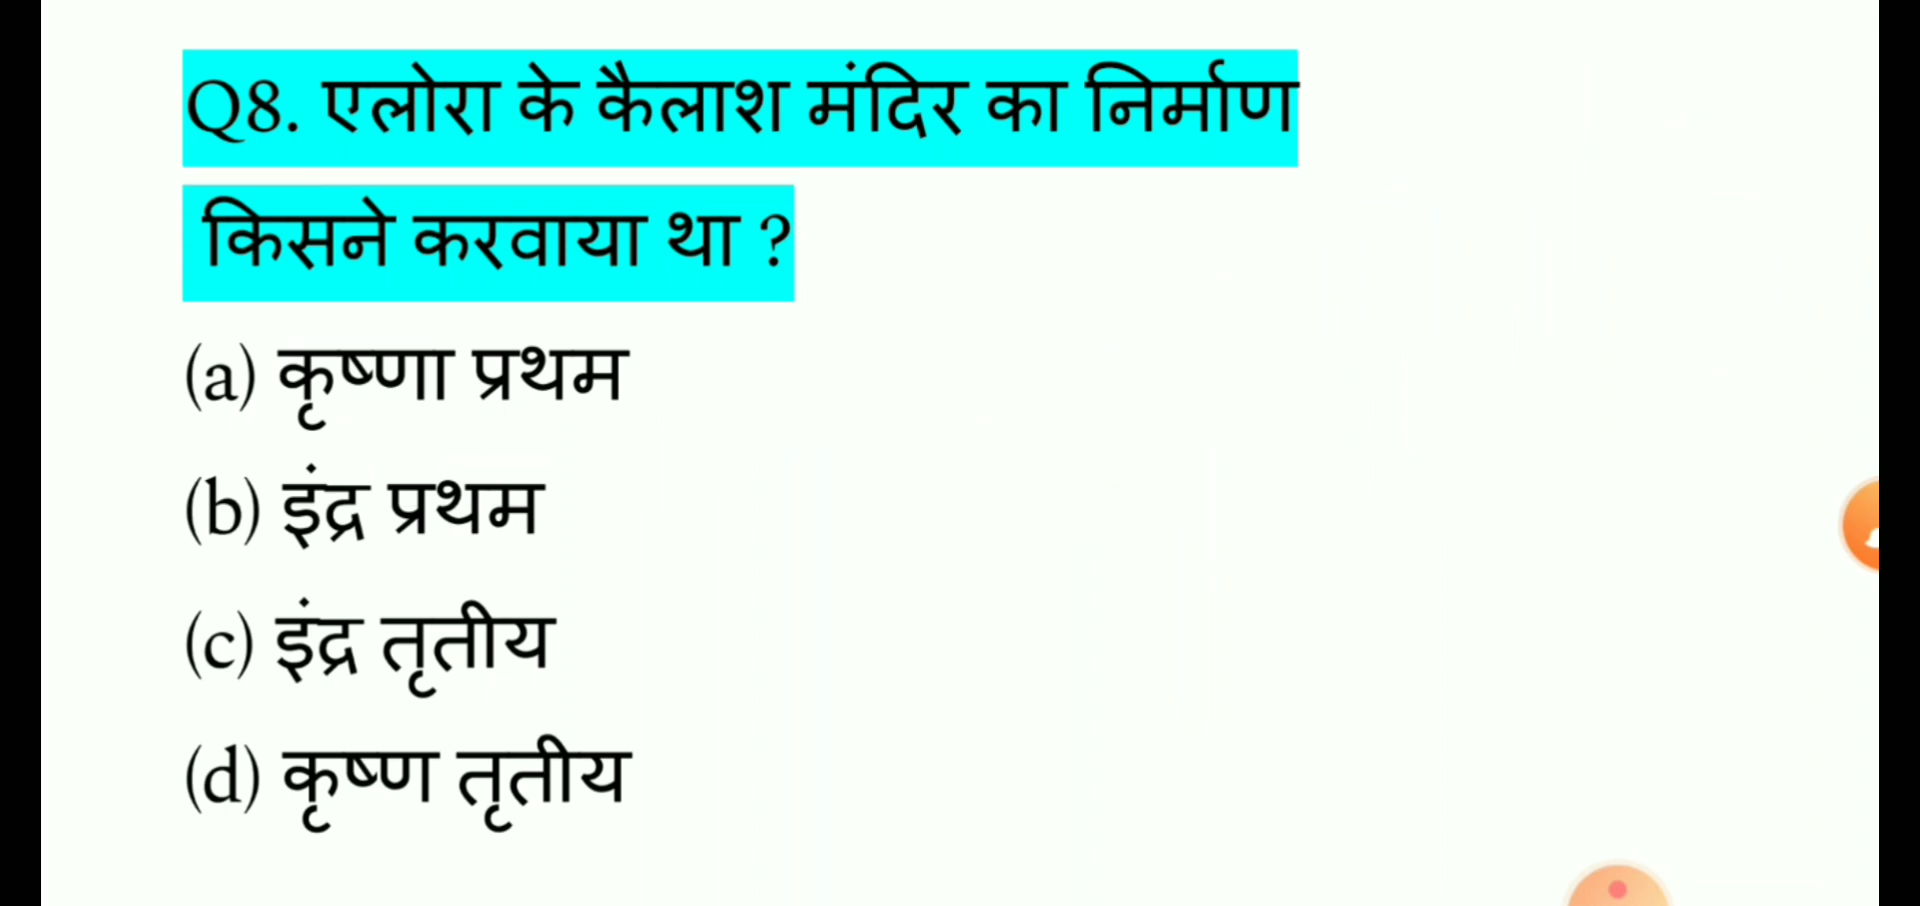 Q8. एलोरा के कैलाश मंदिर का निर्माण
किसने करवाया था ?
(a) कृष्णा प्रथम
(b) इंद्र प्रथम
(c) इंद्र तृतीय
(d) कृष्ण तृतीय